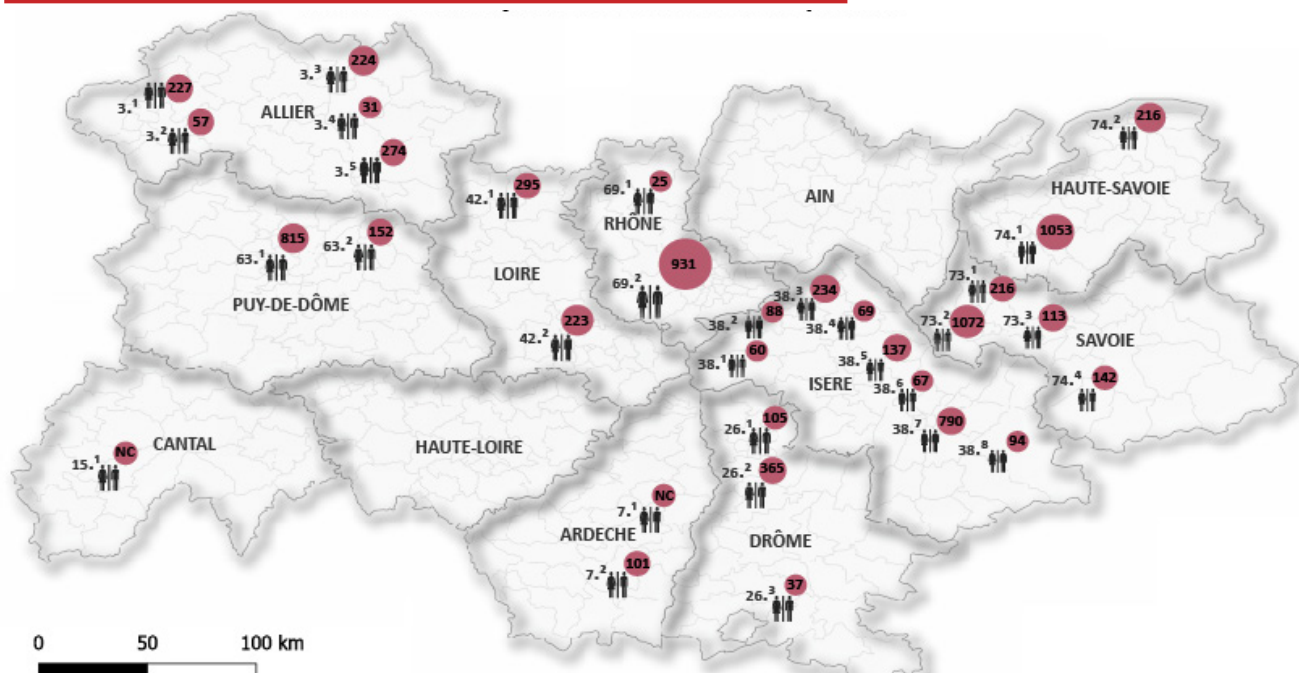 3.³ 224
3.¹ 227
ALLIER
3.² 57
3.⁴ 31
3.⁵ 274
74.² 216
HAUTE-SAVOIE
42.¹ 295
69.¹ 25
RHÔNE
AIN
63.¹ 815
63.² 152
PUY-DE-DÔME
LOIRE
69.² 931
74.¹ 1053
73.¹ 216
73.² 1072
73.³ 113
SAVOIE
74.⁴ 142
42.² 223
38.³ 234
38.² 88
38.⁴ 69
38.¹ 60
38.⁵ 137
ISERE
38.⁶ 67
38.⁷ 790
38.⁸ 94
CANTAL
15.¹ NC
HAUTE-LOIRE
26.¹ 105
26.² 365
7.¹ NC
ARDECHE
DRÔME
7.² 101
26.³ 37
0 50 100 km